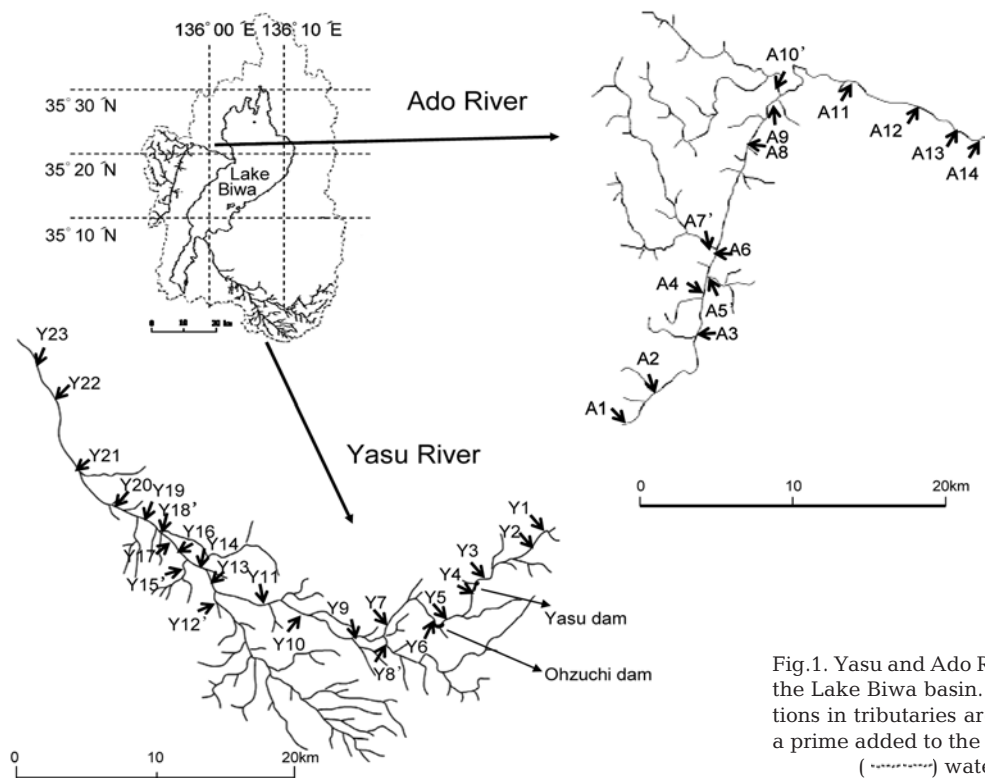 136° 00 ´E 136° 10 ´E
35° 30 ´N
35° 20 ´N
35° 10 ´N
Lake
Biwa
0 10 20 km
Ado River
A10’
A11
A12
A13
A14
A9
A8
A7’
A6
A4
A5
A3
A2
A1
0 10 20km
Yasu River
Y23
Y22
Y21
Y20
Y19
Y18’
Y16
Y14
Y17’
Y15’
Y13
Y12’
Y11
Y10
Y9
Y7
Y8’
Y6
Y5
Y4
Y3
Y2
Y1
Yasu dam
Ohzuchi dam
0 10 20km
Fig.1. Yasu and Ado R
the Lake Biwa basin.
tions in tributaries ar
a prime added to the
( ) wate